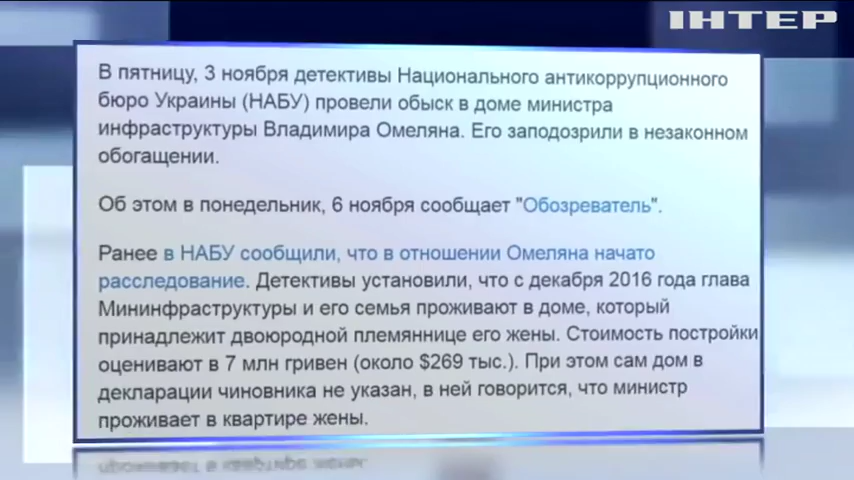 ІНТЕР
В пятницу, 3 ноября детективы Национального антикоррупционного
бюро Украины (НАБУ) провели обыск в доме министра
инфраструктуры Владимира Омеляна. Его заподозрили в незаконном
обогащении.
Об этом в понедельник, 6 ноября сообщает "Обозреватель".
Ранее в НАБУ сообщили, что в отношении Омеляна начато
расследование. Детективы установили, что с декабря 2016 года глава
Мининфраструктуры и его семья проживают в доме, который
принадлежит двоюродной племяннице его жены. Стоимость постройки
оценивают в 7 млн гривен (около $269 тыс.). При этом сам дом в
декларации чиновника не указан, в ней говорится, что министр
проживает в квартире жены.